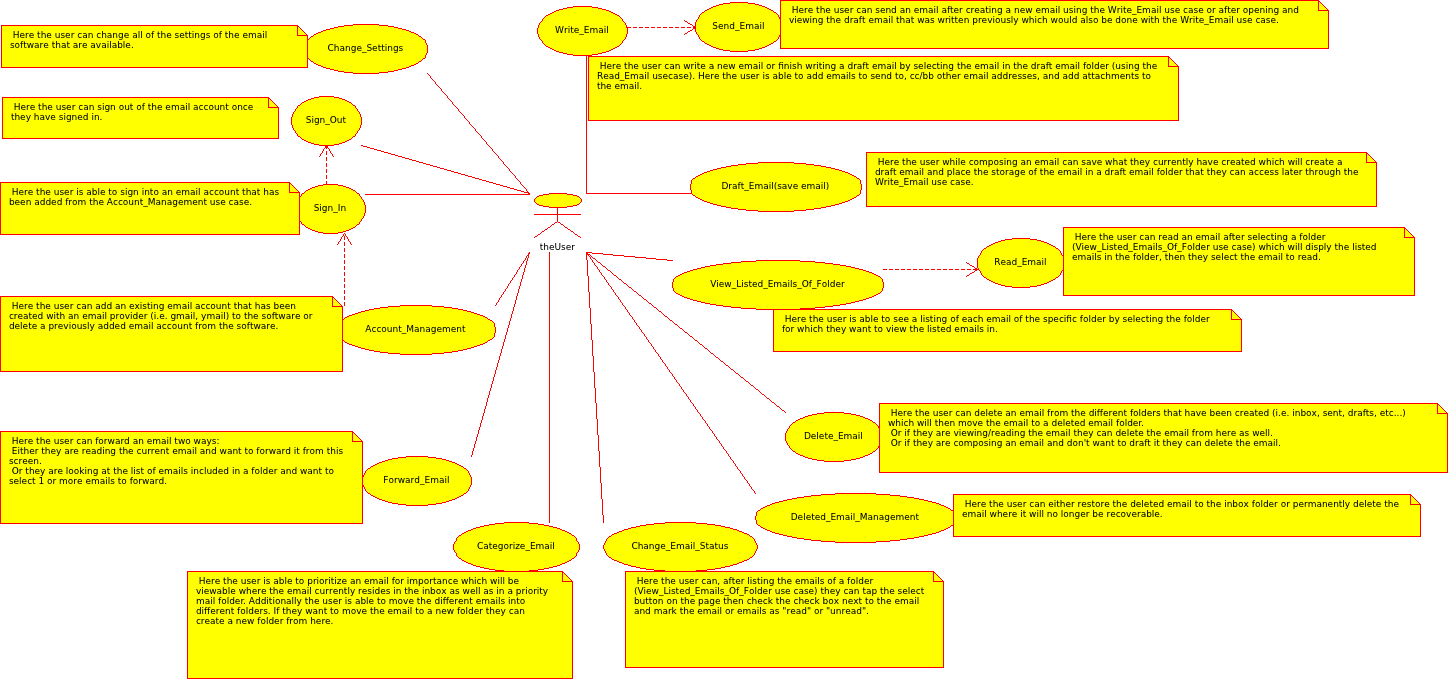 Here the user can change all of the settings of the email
software that are available.
Change_Settings
Write_Email
Send_Email
Here the user can send an email after creating a new email using the Write_Email use case or after opening and
viewing the draft email that was written previously which would also be done with the Write_Email use case.
Here the user can write a new email or finish writing a draft email by selecting the email in the draft email folder (using the
Read_Email usecase). Here the user is able to add emails to send to, cc/bb other email addresses, and add attachments to
the email.
Here the user can sign out of the email account once
they have signed in.
Sign_Out
Here the user is able to sign into an email account that has
been added from the Account_Management use case.
Sign_In
Draft_Email(save email)
Here the user while composing an email can save what they currently have created which will create a
draft email and place the storage of the email in a draft email folder that they can access later through the
Write_Email use case.
theUser
View_Listed_Emails_Of_Folder
Read_Email
Here the user can read an email after selecting a folder
(View_Listed_Emails_Of_Folder use case) which will disply the listed
emails in the folder, then they select the email to read.
Here the user is able to see a listing of each email of the specific folder by selecting the folder
for which they want to view the listed emails in.
Here the user can add an existing email account that has been
created with an email provider (i.e. gmail, ymail) to the software or
delete a previously added email account from the software.
Account_Management
Delete_Email
Here the user can delete an email from the different folders that have been created (i.e. inbox, sent, drafts, etc...)
which will then move the email to a deleted email folder.
Or if they are viewing/reading the email they can delete the email from here as well.
Or if they are composing an email and don't want to draft it they can delete the email.
Here the user can forward an email two ways:
Either they are reading the current email and want to forward it from this
screen.
Or they are looking at the list of emails included in a folder and want to
select 1 or more emails to forward.
Forward_Email
Deleted_Email_Management
Here the user can either restore the deleted email to the inbox folder or permanently delete the
email where it will no longer be recoverable.
Categorize_Email
Change_Email_Status
Here the user is able to prioritize an email for importance which will be
viewable where the email currently resides in the inbox as well as in a priority
mail folder. Additionally the user is able to move the different emails into
different folders. If they want to move the email to a new folder they can
create a new folder from here.
Here the user can, after listing the emails of a folder
(View_Listed_Emails_Of_Folder use case) they can tap the select
button on the page then check the check box next to the email
and mark the email or emails as "read" or "unread".